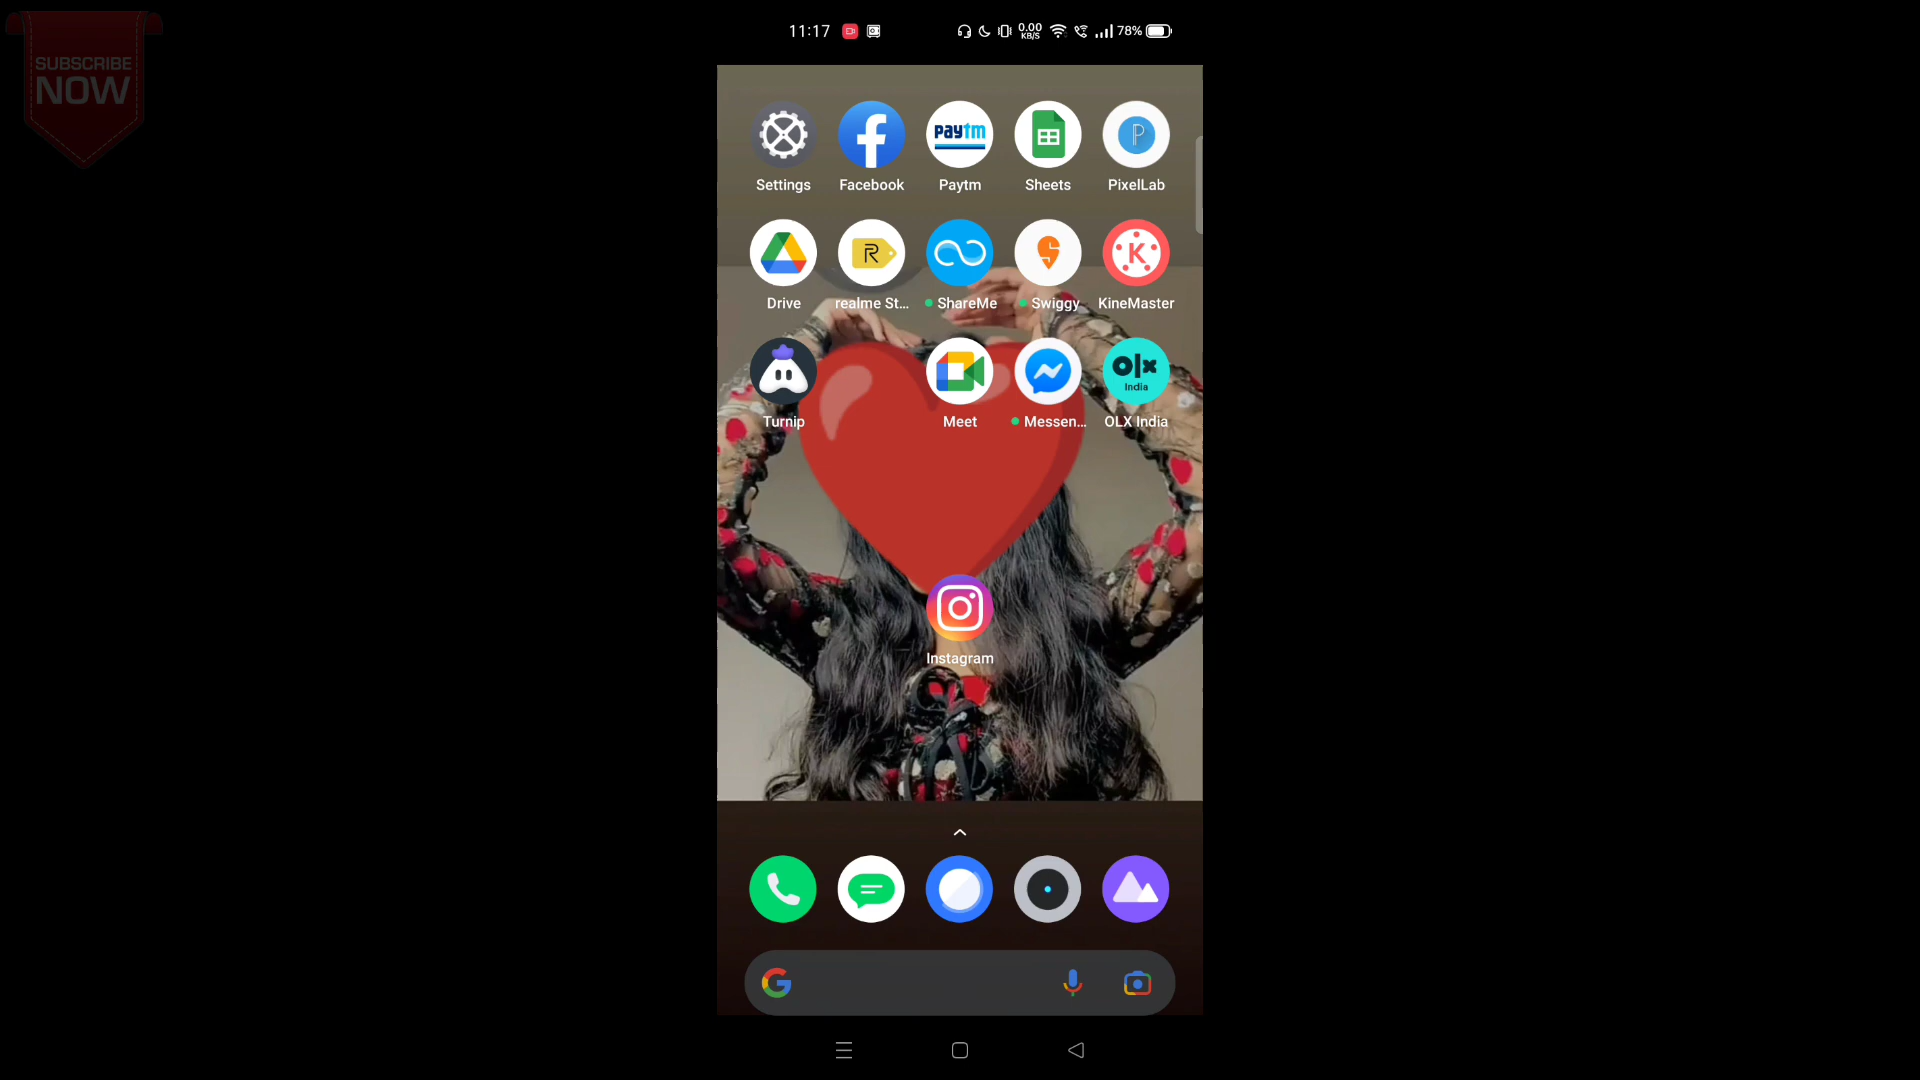 SUBSCRIBE
NOW
11:17
0.00
KB/S
78%
Settings
Facebook
paytm
Paytm
Sheets
P
PixelLab
Drive
R
realme St...
ShareMe
Swiggy
K
KineMaster
Turnip
Meet
Messen...
olx
India
OLX India
Instagram